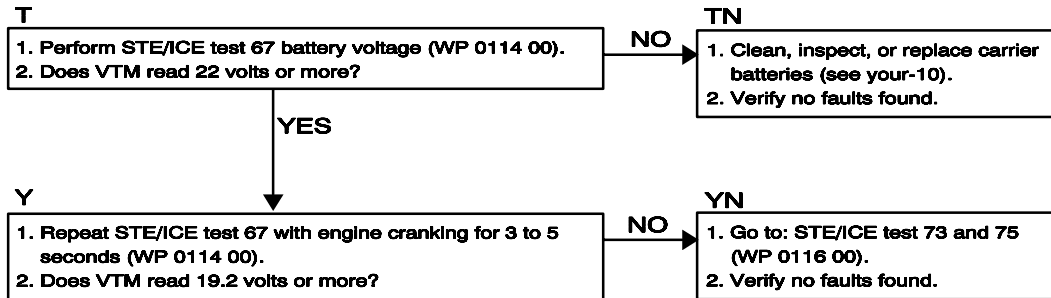 T
1. Perform STE/ICE test 67 battery voltage (WP 0114 00).
2. Does VTM read 22 volts or more?
NO
TN
1. Clean, inspect, or replace carrier
batteries (see your-10).
2. Verify no faults found.
YES
Y
1. Repeat STE/ICE test 67 with engine cranking for 3 to 5
seconds (WP 0114 00).
2. Does VTM read 19.2 volts or more?
NO
YN
1. Go to: STE/ICE test 73 and 75
(WP 0116 00).
2. Verify no faults found.